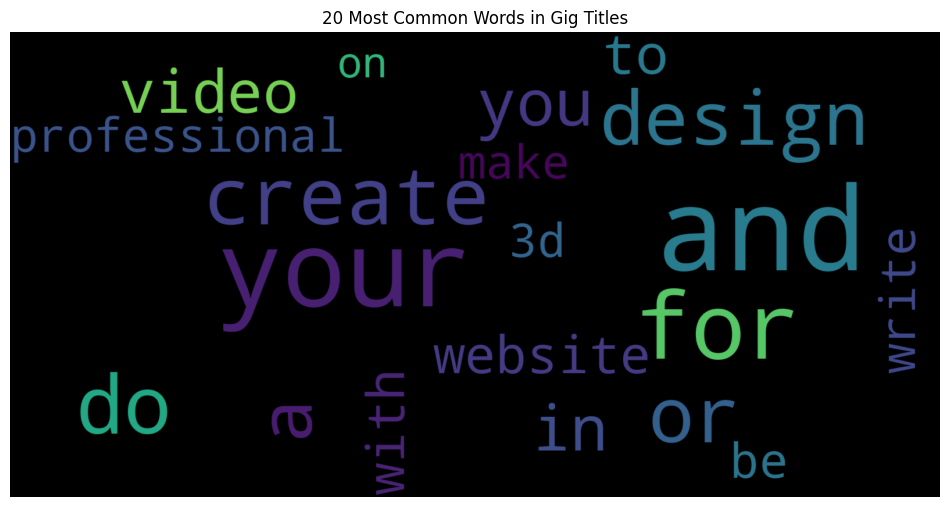 20 Most Common Words in Gig Titles
on
to
video
you
design
professional
make
create
and
3d
your
write
for
website
do
a
with
in
or
be